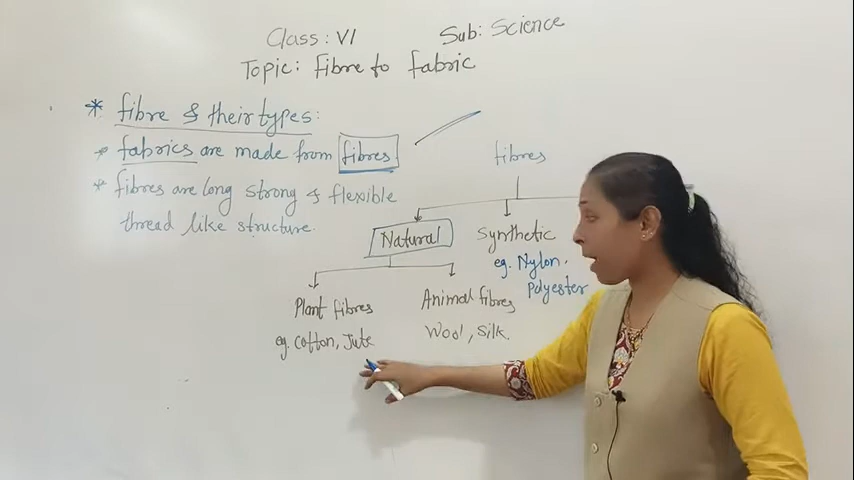 Class: VI Sub: Science
Topic: Fibre to fabric
* fibre & their types:
* fabrics are made from fibres
* fibres are long strong & flexible
thread like structure.
fibres
Natural
Synthetic
eg. Nylon,
Polyester
Plant fibres
eg. Cotton, Jute
Animal fibres
Wool, Silk.